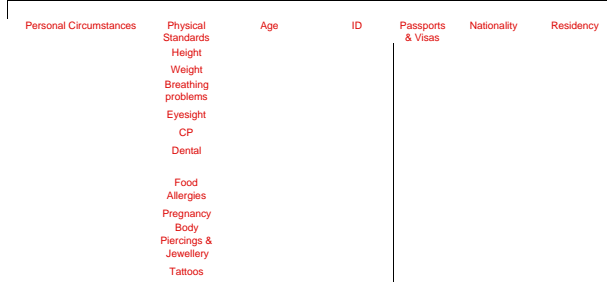 Personal Circumstances
Physical
Standards
Age
ID
Passports
& Visas
Nationality
Residency
Height
Weight
Breathing
problems
Eyesight
CP
Dental
Food
Allergies
Pregnancy
Body
Piercings &
Jewellery
Tattoos